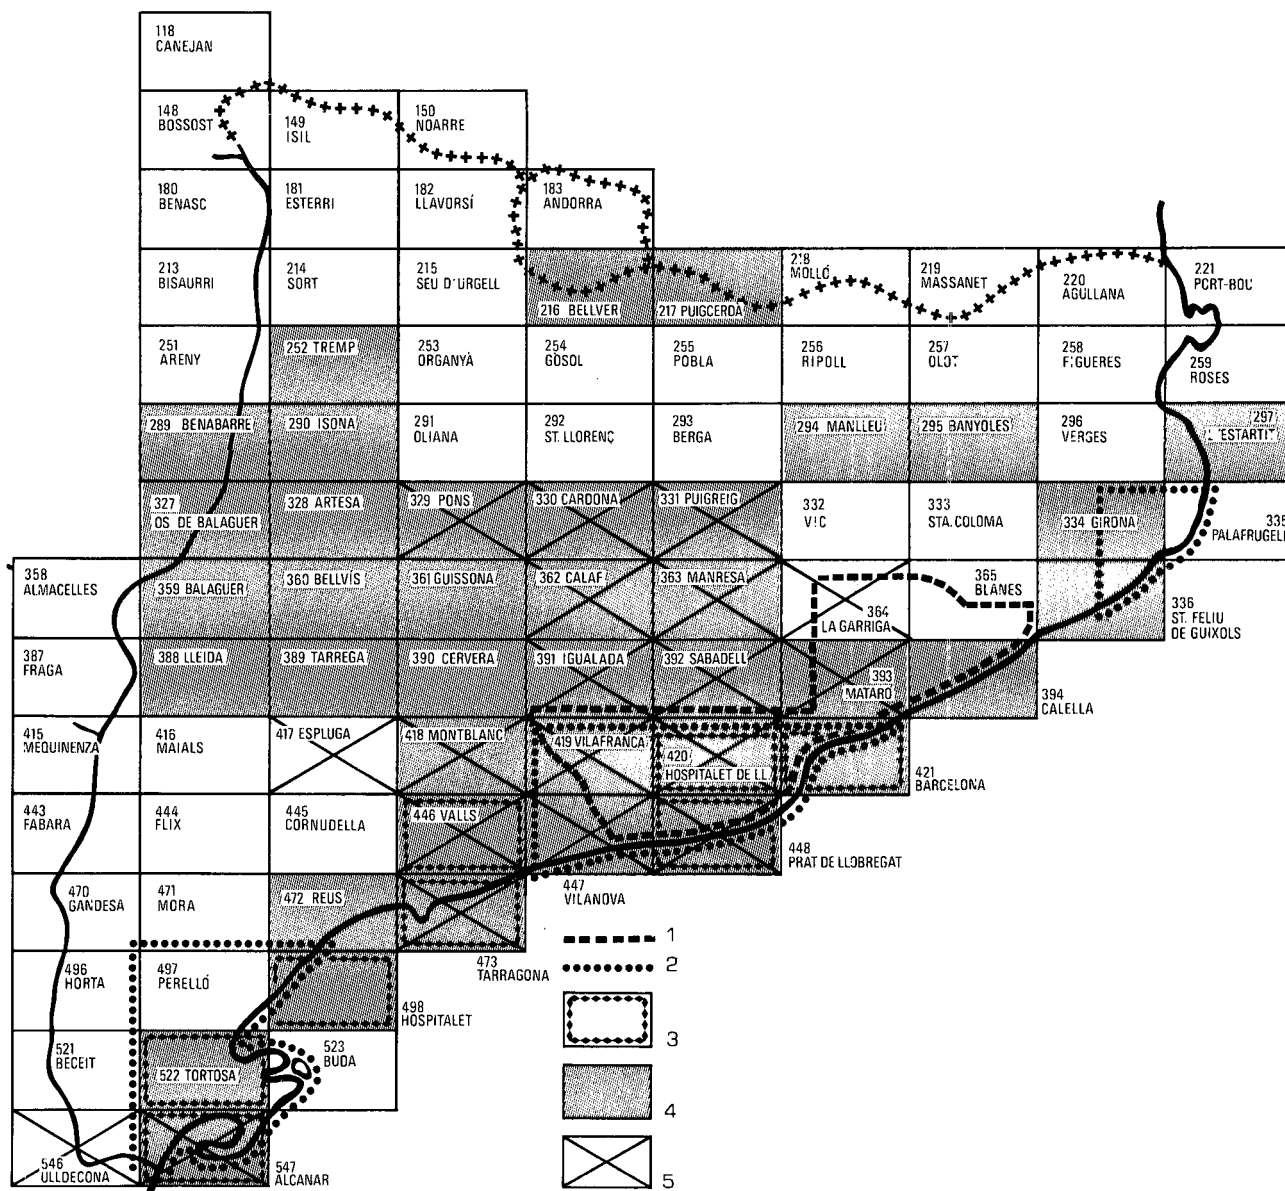 118
CANEJAN
148
BOSSOST
149
ISIL
150
NOARRE
180
BENASC
181
ESTERRI
182
LLAVORSÍ
183
ANDORRA
213
BISAURRI
214
SORT
215
SEU D'URGELL
216 BELLVER
217 PUIGCERDÀ
218
MOLLÓ
219
MASSANET
220
AGULLANA
221
PORT-BOU
251
ARENY
252 TREMP
253
ORGANYÀ
254
GÓSOL
255
POBLA
256
RIPOLL
257
OLOT
258
FIGUERES
259
ROSES
289 BENABARRE
290 ISONA
291
OLIANA
292
ST. LLORENÇ
293
BERGA
294 MANLLEU
295 BANYOLES
296
VERGES
297
L'ESTARTIT
327
OS DE BALAGUER
328 ARTESA
329 PONS
330 CARDONA
331 PUIGREIG
332
VIC
333
STA. COLOMA
334 GIRONA
335
PALAFRUGELL
358
ALMACELLES
359 BALAGUER
360 BELLVÍS
361 GUISSONA
362 CALAF
363 MANRESA
364
LA GARRIGA
365
BLANES
336
ST. FELIU
DE GUIXOLS
387
FRAGA
388 LLEIDA
389 TARREGA
390 CERVERA
391 IGUALADA
392 SABADELL
393
MATARÓ
394
CALELLA
415
MEQUINENZA
416
MAIALS
417 ESPLUGA
418 MONTBLANC
419 VILAFRANCA
420
HOSPITALET DE LL.
421
BARCELONA
443
FABARA
444
FLIX
445
CORNUDELLA
446 VALLS
447
VILANOVA
448
PRAT DE LLOBREGAT
470
GANDESA
471
MORA
472 REUS
473
TARRAGONA
496
HORTA
497
PERELLÓ
498
HOSPITALET
521
BECEIT
522 TORTOSA
523
BUDA
546
ULLDECONA
547
ALCANAR
1
2
3
4
5